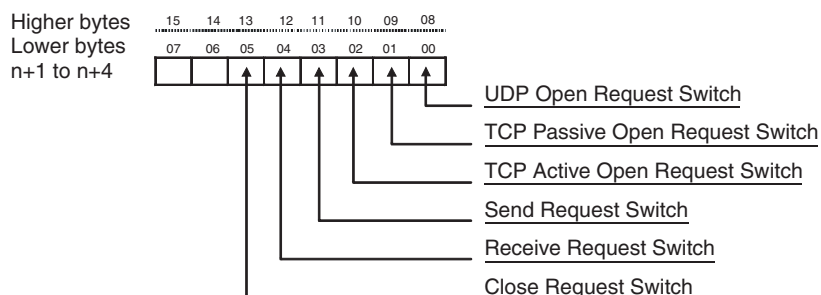 Higher bytes 15 14 13 12 11 10 09 08
Lower bytes 07 06 05 04 03 02 01 00
n+1 to n+4
UDP Open Request Switch
TCP Passive Open Request Switch
TCP Active Open Request Switch
Send Request Switch
Receive Request Switch
Close Request Switch